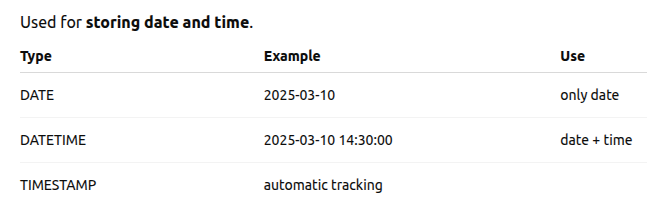 Used for storing date and time.
Type Example Use
DATE 2025-03-10 only date
DATETIME 2025-03-10 14:30:00 date + time
TIMESTAMP automatic tracking